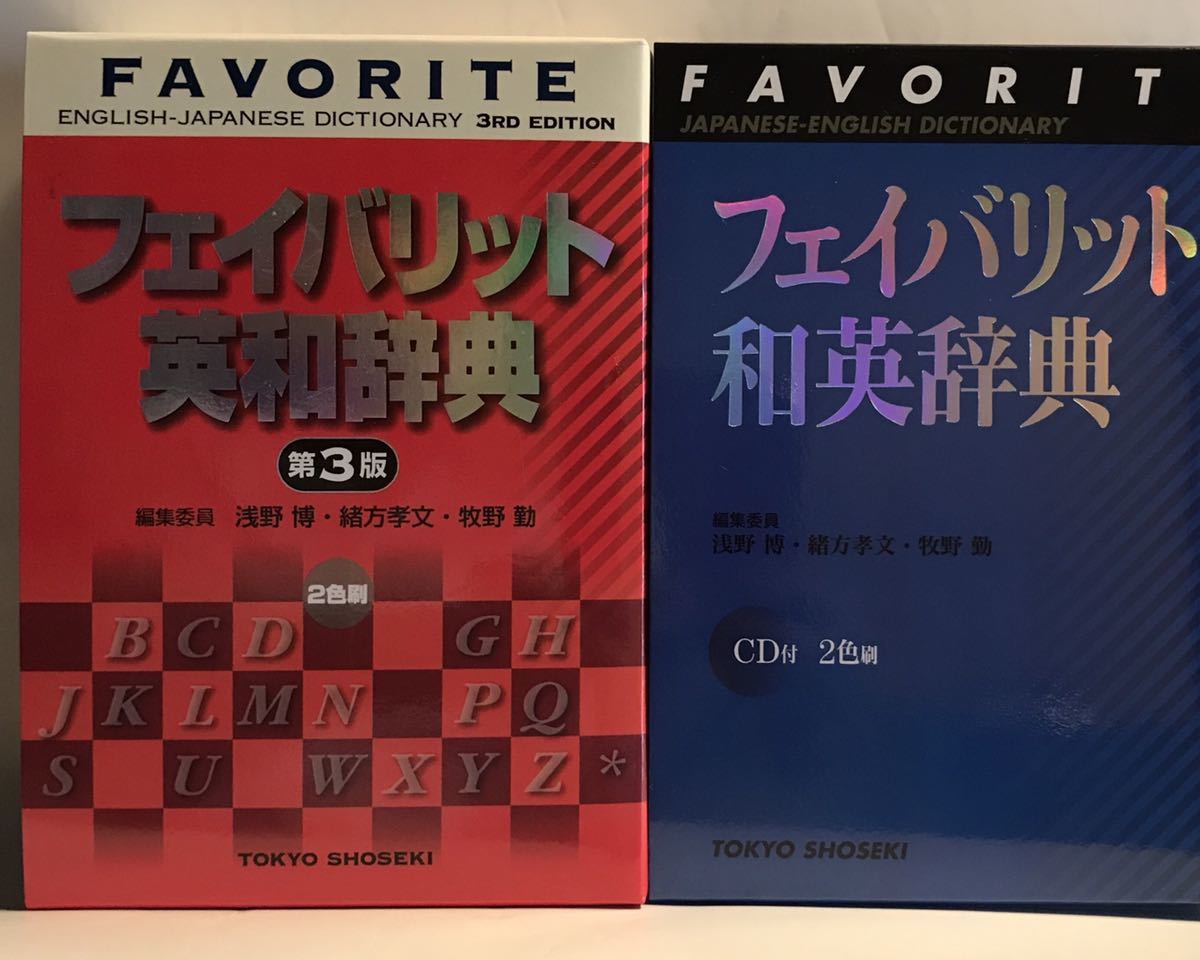 FAVORITE
ENGLISH-JAPANESE DICTIONARY 3RD EDITION
フェイバリット
英和辞典
第3版
編集委員 浅野 博・緒方孝文・牧野 勤
2色刷
B C D G H
J K L M N P Q
S U W X Y Z *
TOKYO SHOSEKI
FAVORIT
JAPANESE-ENGLISH DICTIONARY
フェイバリット
和英辞典
編集委員
浅野 博・緒方孝文・牧野 勤
CD付 2色刷
TOKYO SHOSEKI